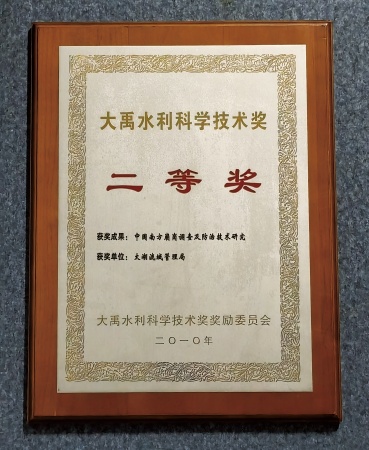 大禹水利科学技术奖
二等奖
获奖成果：中国南方崩岗调查及防治技术研究
获奖单位：太湖流域管理局
大禹水利科学技术奖奖励委员会
二〇一〇年